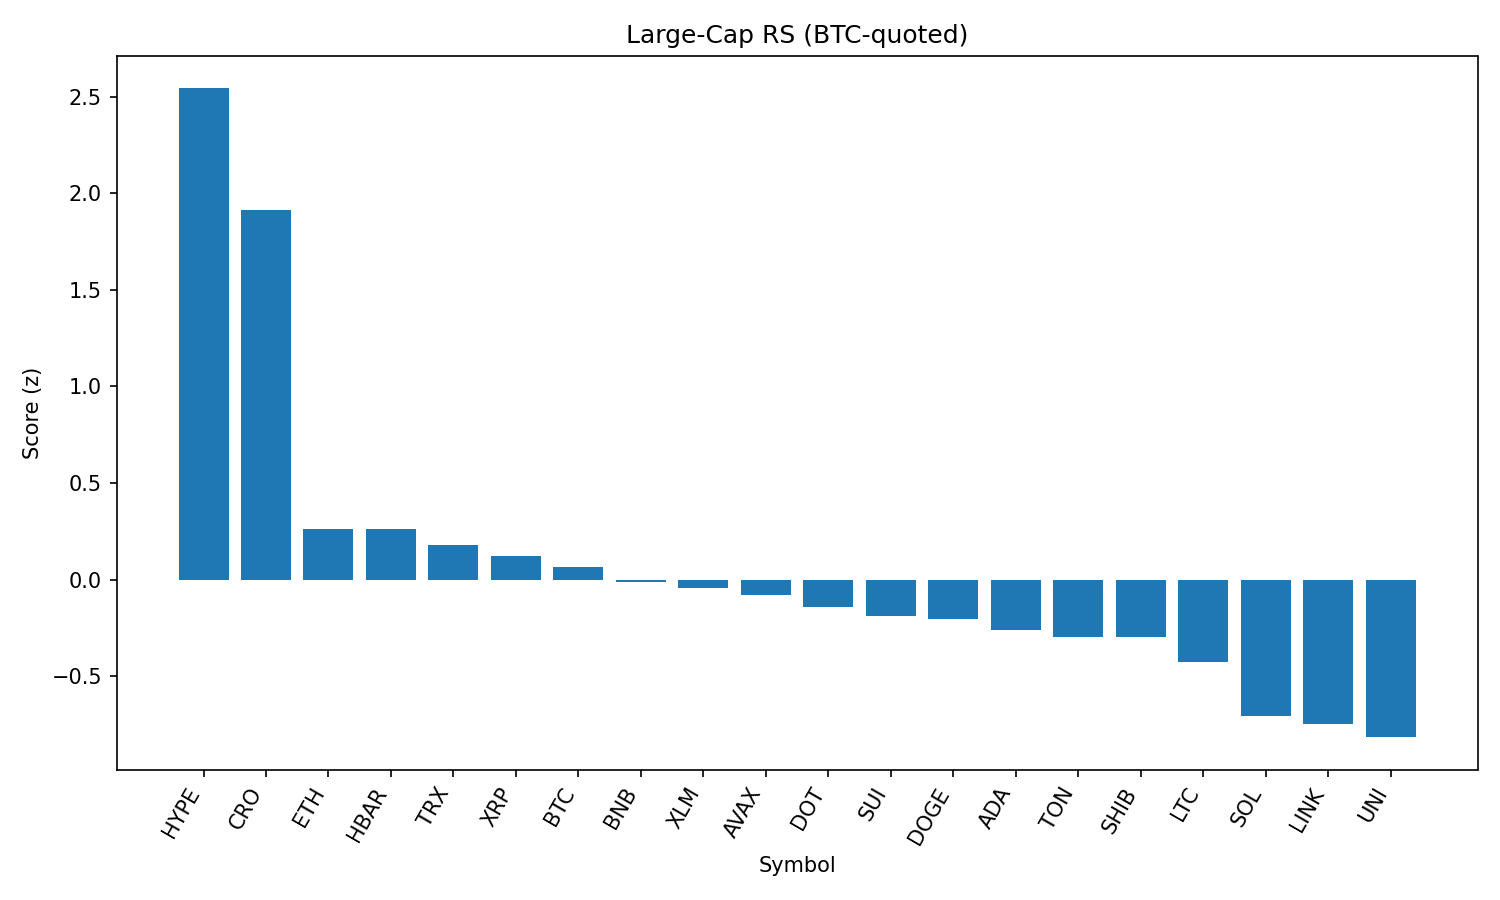 Large-Cap RS (BTC-quoted)
Score (z)
2.5
2.0
1.5
1.0
0.5
0.0
−0.5
HYPE
CRO
ETH
HBAR
TRX
XRP
BTC
BNB
XLM
AVAX
DOT
SUI
DOGE
ADA
TON
SHIB
LTC
SOL
LINK
UNI
Symbol